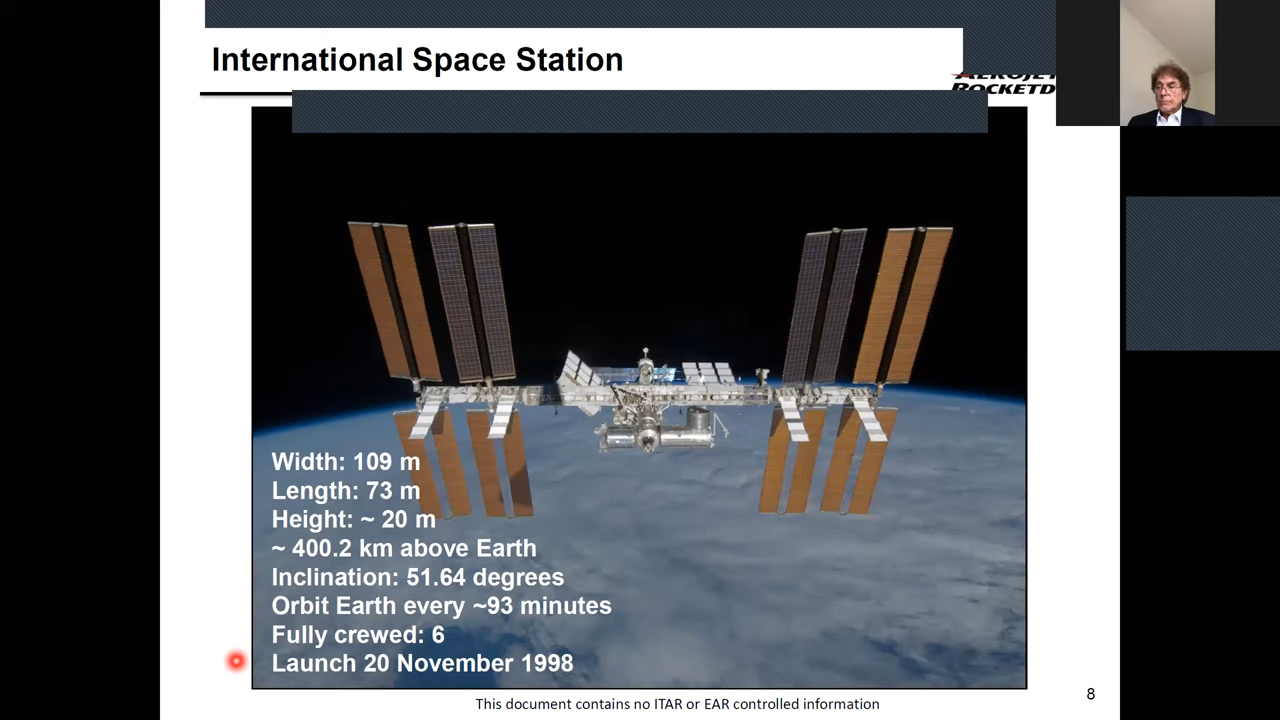 International Space Station
Width: 109 m
Length: 73 m
Height: ~ 20 m
~ 400.2 km above Earth
Inclination: 51.64 degrees
Orbit Earth every ~93 minutes
Fully crewed: 6
Launch 20 November 1998
This document contains no ITAR or EAR controlled information
8